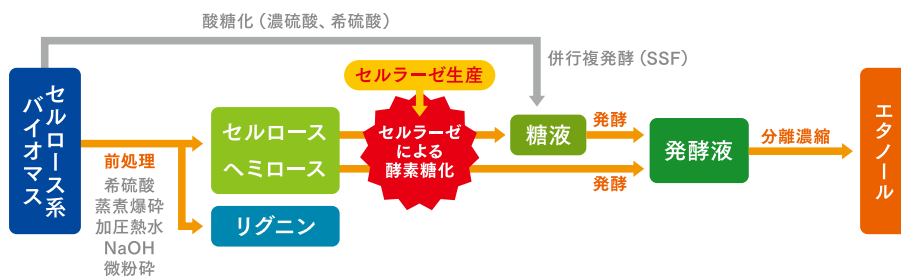 酸糖化（濃硫酸、希硫酸）
併行複発酵（SSF）
セルロース系
バイオマス
前処理
希硫酸
蒸煮爆砕
加圧熱水
NaOH
微粉砕
セルロース
ヘミロース
リグニン
セルラーゼ生産
セルラーゼ
による
酵素糖化
糖液
発酵
発酵
発酵液
分離濃縮
エタノール